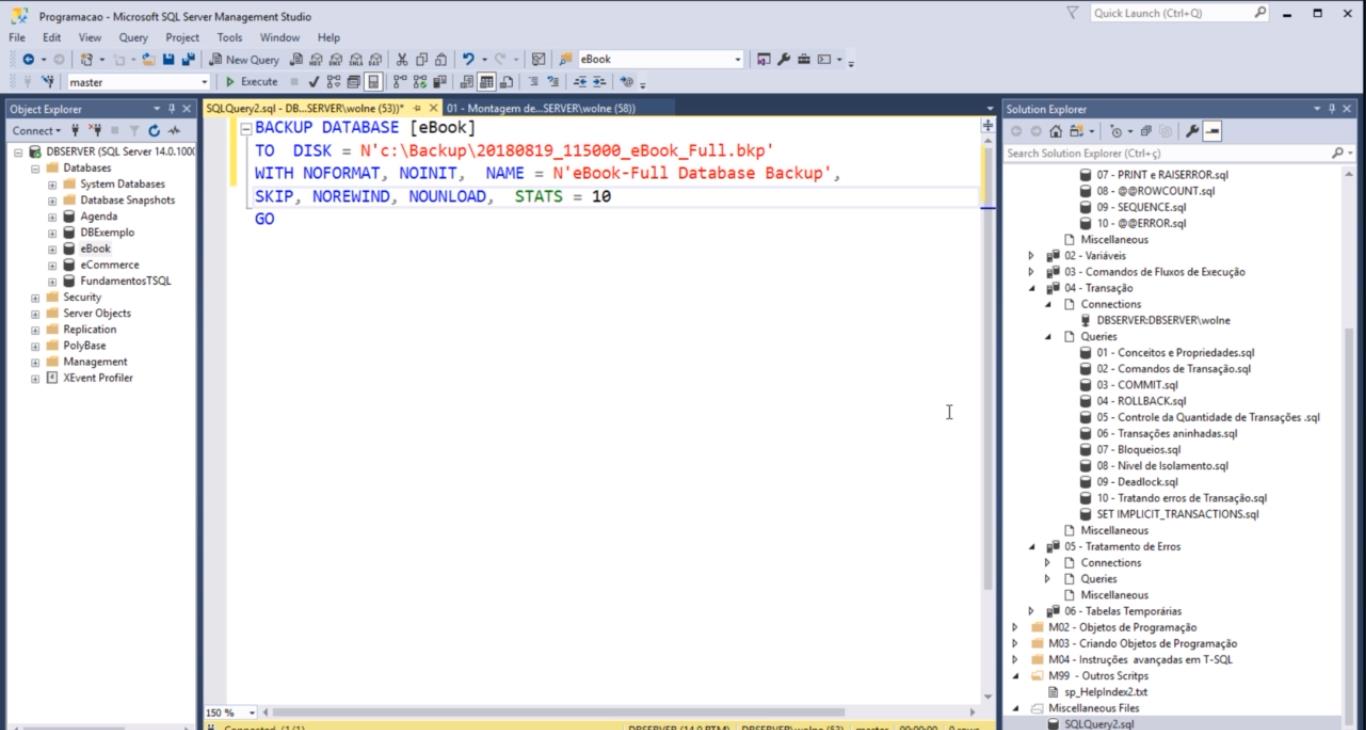 Programacao - Microsoft SQL Server Management Studio
Quick Launch (Ctrl+Q)
File Edit View Query Project Tools Window Help
New Query
eBook
master
Execute
Object Explorer
Connect
DBSERVER (SQL Server 14.0.1000
Databases
System Databases
Database Snapshots
Agenda
DBExemplo
eBook
eCommerce
FundamentosTSQL
Security
Server Objects
Replication
PolyBase
Management
XEvent Profiler
SQLQuery2.sql - DB...SERVER\wolne (53))*
01 - Montagem de...SERVER\wolne (58))
BACKUP DATABASE [eBook]
TO  DISK = N'c:\Backup\20180819_115000_eBook_Full.bkp'
WITH NOFORMAT, NOINIT,  NAME = N'eBook-Full Database Backup',
SKIP, NOREWIND, NOUNLOAD,  STATS = 10
GO
150 %
Connected. (1/1)
DBSERVER (14.0 RTM) DBSERVER\wolne (53) master 00:00:00 0 rows
Solution Explorer
Search Solution Explorer (Ctrl+ç)
07 - PRINT e RAISERROR.sql
08 - @@ROWCOUNT.sql
09 - SEQUENCE.sql
10 - @@ERROR.sql
Miscellaneous
02 - Variáveis
03 - Comandos de Fluxos de Execução
04 - Transação
Connections
DBSERVER:DBSERVER\wolne
Queries
01 - Conceitos e Propriedades.sql
02 - Comandos de Transação.sql
03 - COMMIT.sql
04 - ROLLBACK.sql
05 - Controle da Quantidade de Transações .sql
06 - Transações aninhadas.sql
07 - Bloqueios.sql
08 - Nivel de Isolamento.sql
09 - Deadlock.sql
10 - Tratando erros de Transação.sql
SET IMPLICIT_TRANSACTIONS.sql
Miscellaneous
05 - Tratamento de Erros
Connections
Queries
Miscellaneous
06 - Tabelas Temporárias
M02 - Objetos de Programação
M03 - Criando Objetos de Programação
M04 - Instruções  avançadas em T-SQL
M99  - Outros Scritps
sp_HelpIndex2.txt
Miscellaneous Files
SQLQuery2.sql